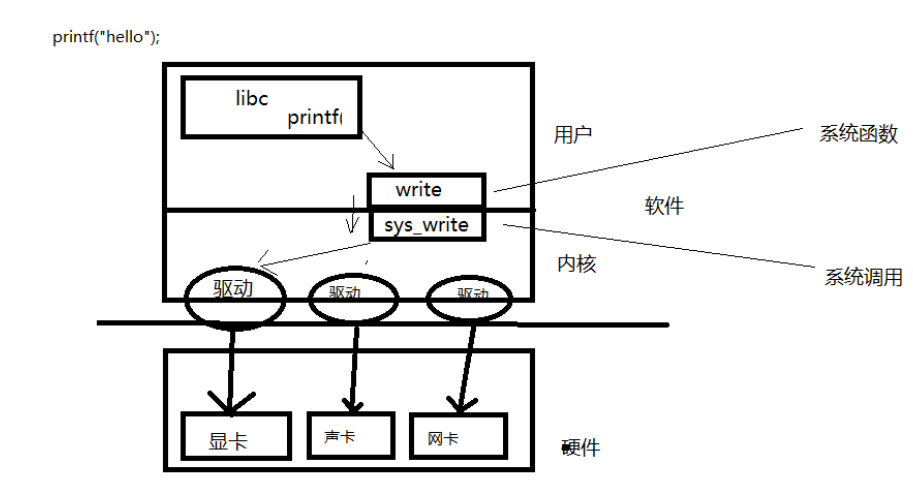 printf("hello");
libc
printf(
用户
系统函数
write
软件
sys_write
内核
系统调用
驱动
驱动
驱动
显卡
声卡
网卡
硬件